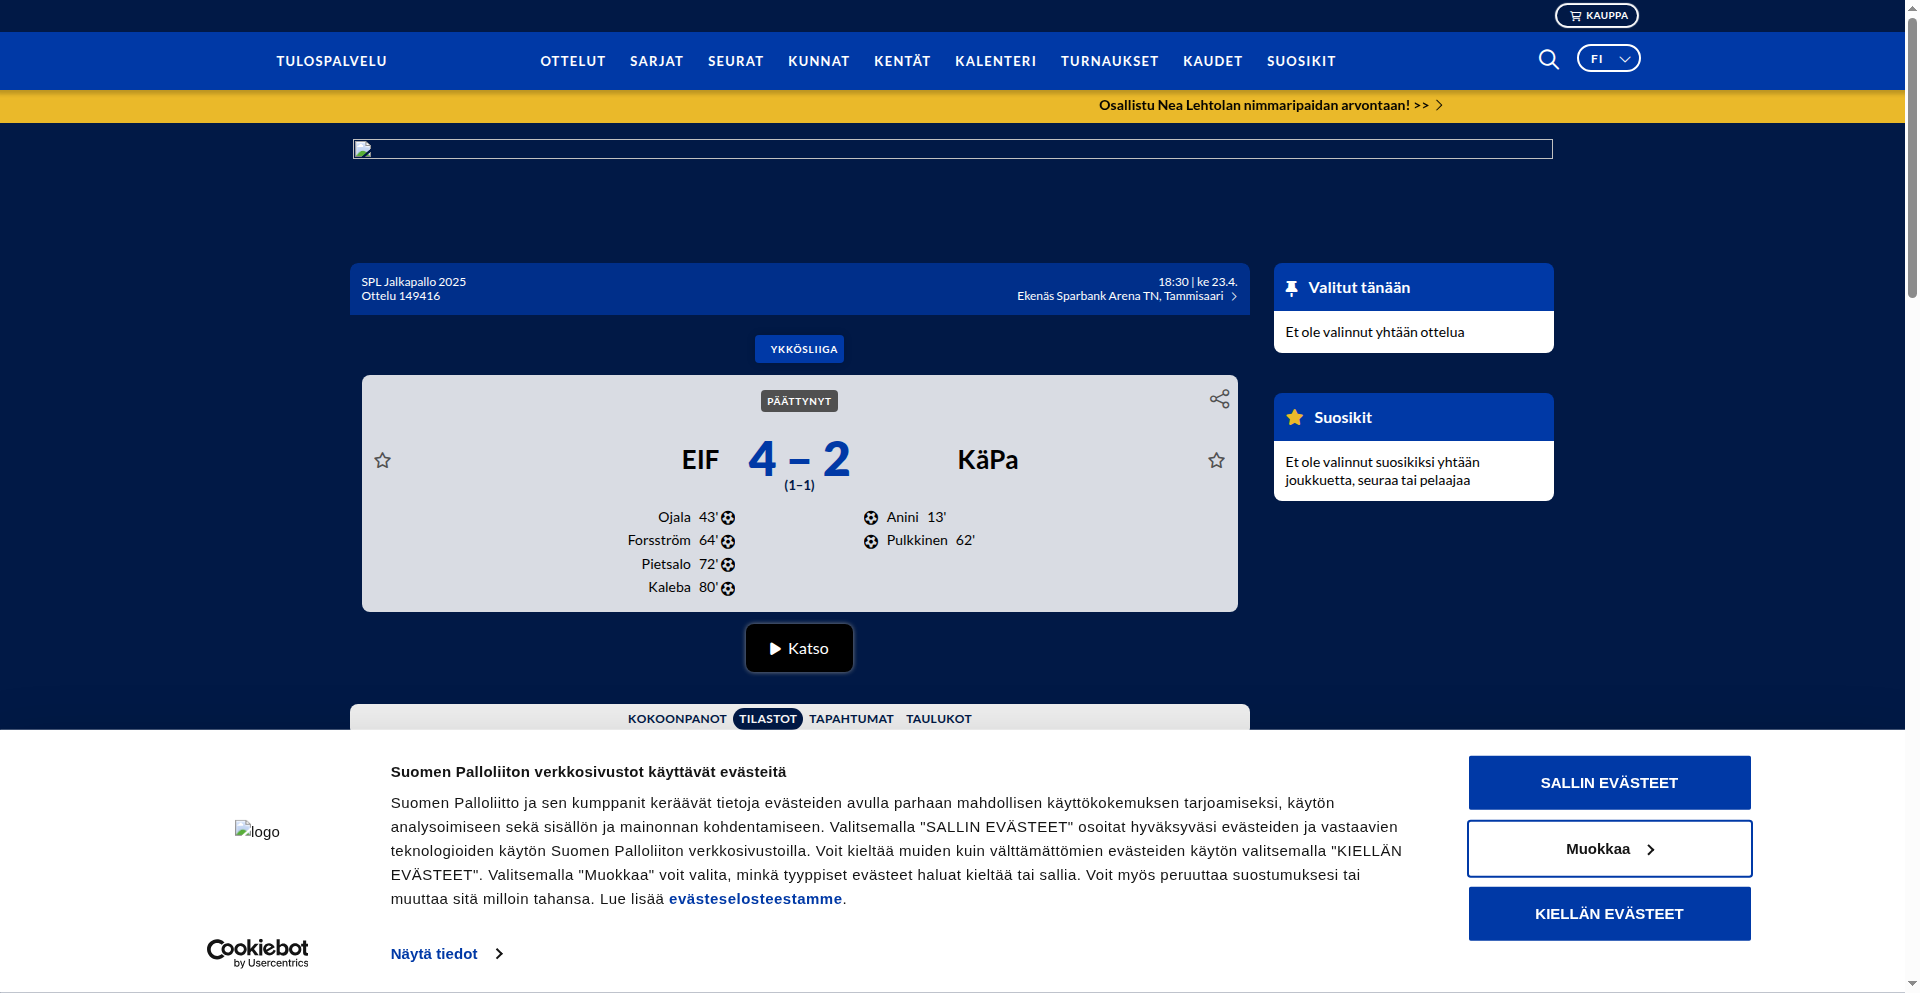 KAUPPA
TULOSPALVELU
OTTELUT SARJAT SEURAT KUNNAT KENTÄT KALENTERI TURNAUKSET KAUDET SUOSIKIT
FI
Osallistu Nea Lehtolan nimmaripaidan arvontaan! >>
SPL Jalkapallo 2025
Ottelu 149416
18:30 | ke 23.4.
Ekenäs Sparbank Arena TN, Tammisaari
YKKÖSLIIGA
PÄÄTTYNYT
EIF 4 – 2 KäPa
(1–1)
Ojala 43'
Forsström 64'
Pietsalo 72'
Kaleba 80'
Anini 13'
Pulkkinen 62'
Katso
KOKOONPANOT TILASTOT TAPAHTUMAT TAULUKOT
Valitut tänään
Et ole valinnut yhtään ottelua
Suosikit
Et ole valinnut suosikiksi yhtään
joukkuetta, seuraa tai pelaajaa
logo
Cookiebot
by Usercentrics
Suomen Palloliiton verkkosivustot käyttävät evästeitä
Suomen Palloliitto ja sen kumppanit keräävät tietoja evästeiden avulla parhaan mahdollisen käyttökokemuksen tarjoamiseksi, käytön
analysoimiseen sekä sisällön ja mainonnan kohdentamiseen. Valitsemalla "SALLIN EVÄSTEET" osoitat hyväksyväsi evästeiden ja vastaavien
teknologioiden käytön Suomen Palloliiton verkkosivustoilla. Voit kieltää muiden kuin välttämättömien evästeiden käytön valitsemalla "KIELLÄN
EVÄSTEET". Valitsemalla "Muokkaa" voit valita, minkä tyyppiset evästeet haluat kieltää tai sallia. Voit myös peruuttaa suostumuksesi tai
muuttaa sitä milloin tahansa. Lue lisää evästeselosteestamme.
Näytä tiedot
SALLIN EVÄSTEET
Muokkaa
KIELLÄN EVÄSTEET